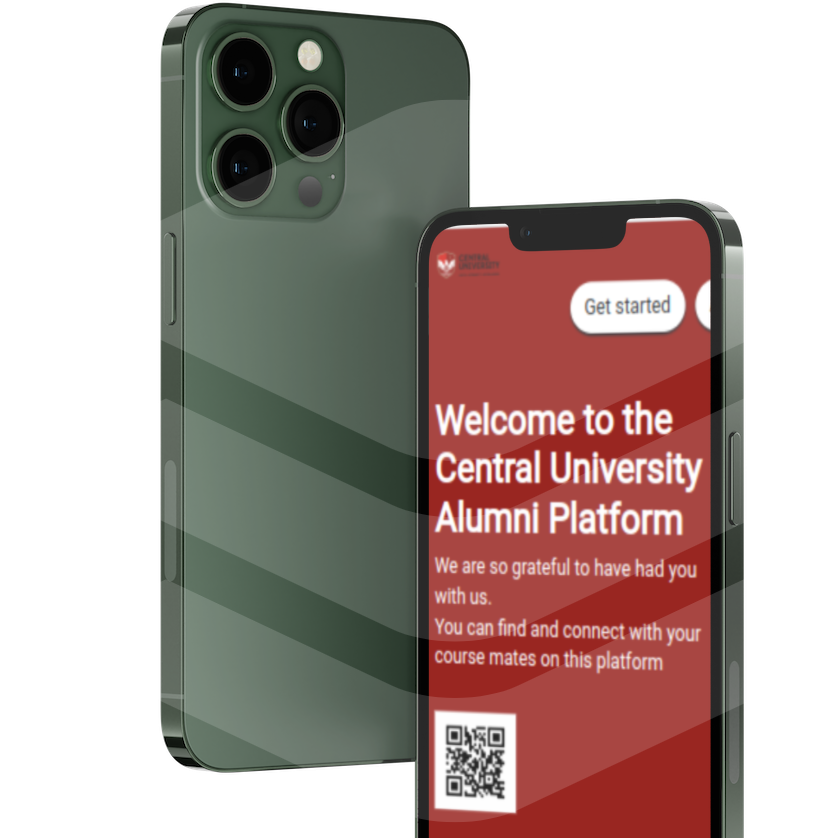 CENTRAL
UNIVERSITY
Get started
Welcome to the
Central University
Alumni Platform
We are so grateful to have had you
with us.
You can find and connect with your
course mates on this platform